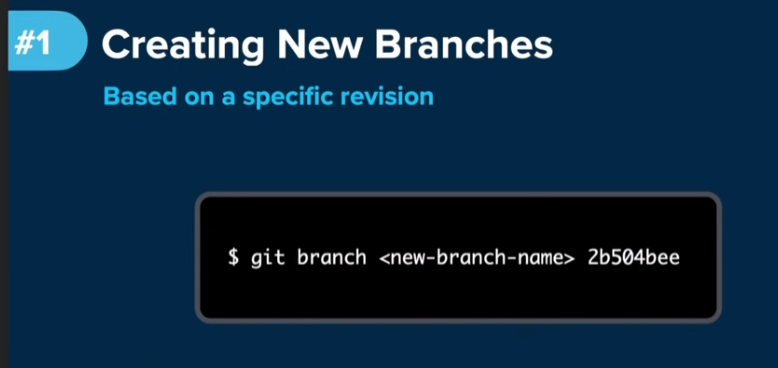 #1
Creating New Branches
Based on a specific revision
$ git branch <new-branch-name> 2b504bee